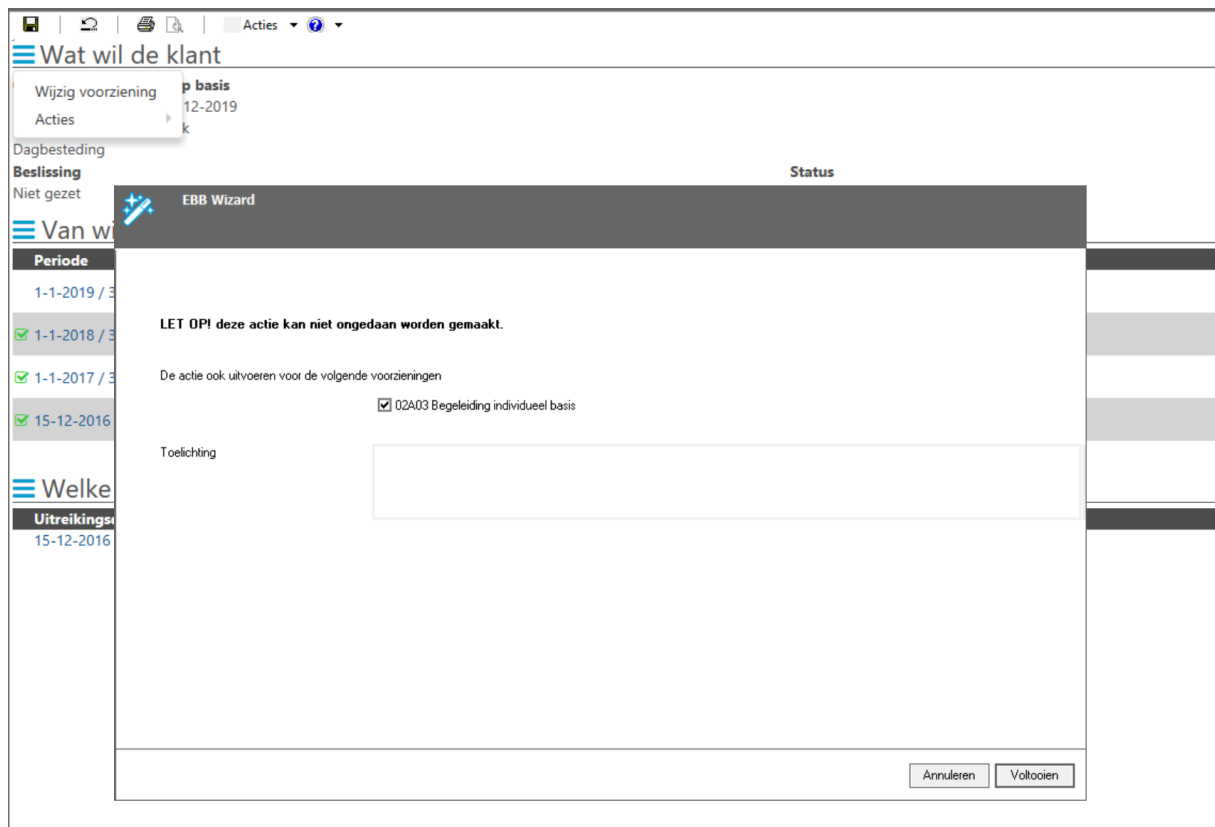 Acties
Wat wil de klant
Wijzig voorziening
p basis
12-2019
Acties
k
Dagbesteding
Beslissing
Status
Niet gezet
EBB Wizard
Van wi
Periode
1-1-2019 / 3
LET OP! deze actie kan niet ongedaan worden gemaakt.
1-1-2018 / 3
De actie ook uitvoeren voor de volgende voorzieningen
1-1-2017 / 3
02A03 Begeleiding individueel basis
15-12-2016
Toelichting
Welke
Uitreikings
15-12-2016
Annuleren
Voltooien